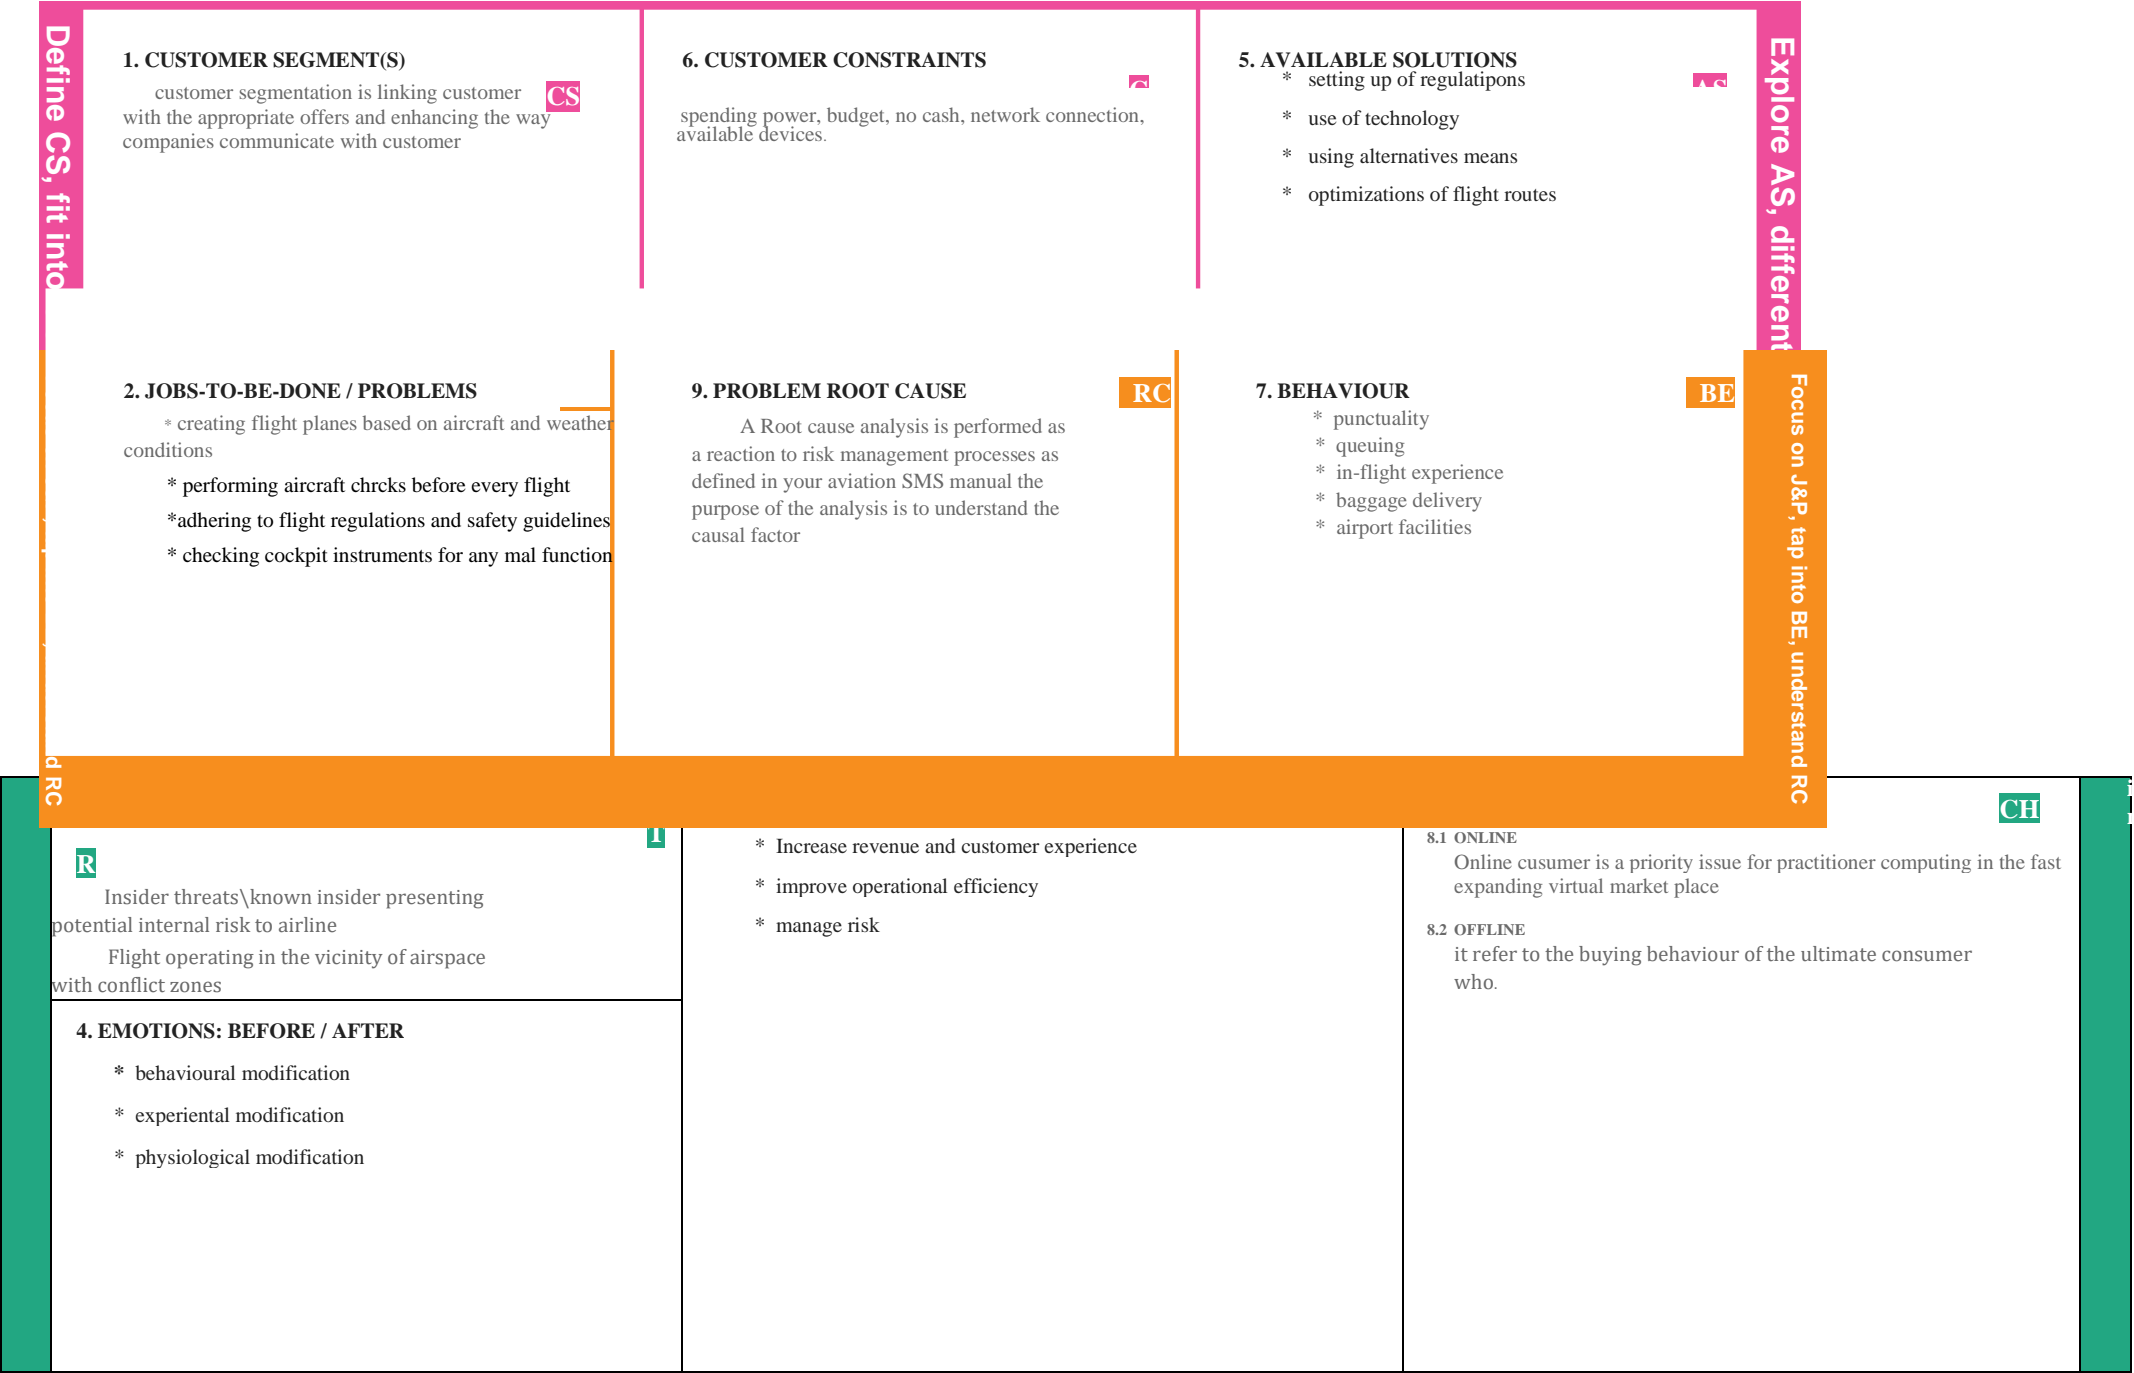 Define CS, fit into
1. CUSTOMER SEGMENT(S)
CS
customer segmentation is linking customer
with the appropriate offers and enhancing the way
companies communicate with customer
6. CUSTOMER CONSTRAINTS
spending power, budget, no cash, network connection,
available devices.
5. AVAILABLE SOLUTIONS
AS
* setting up of regulatipons
* use of technology
* using alternatives means
* optimizations of flight routes
Explore AS, different
2. JOBS-TO-BE-DONE / PROBLEMS
* creating flight planes based on aircraft and weather
conditions
* performing aircraft chrcks before every flight
*adhering to flight regulations and safety guidelines
* checking cockpit instruments for any mal function
9. PROBLEM ROOT CAUSE
RC
A Root cause analysis is performed as
a reaction to risk management processes as
defined in your aviation SMS manual the
purpose of the analysis is to understand the
causal factor
7. BEHAVIOUR
BE
* punctuality
* queuing
* in-flight experience
* baggage delivery
* airport facilities
Focus on J&P, tap into BE, understand RC
d RC
R
Insider threats\known insider presenting
potential internal risk to airline
Flight operating in the vicinity of airspace
with conflict zones
4. EMOTIONS: BEFORE / AFTER
* behavioural modification
* experiental modification
* physiological modification
* Increase revenue and customer experience
* improve operational efficiency
* manage risk
CH
8.1 ONLINE
Online cusumer is a priority issue for practitioner computing in the fast
expanding virtual market place
8.2 OFFLINE
it refer to the buying behaviour of the ultimate consumer
who.